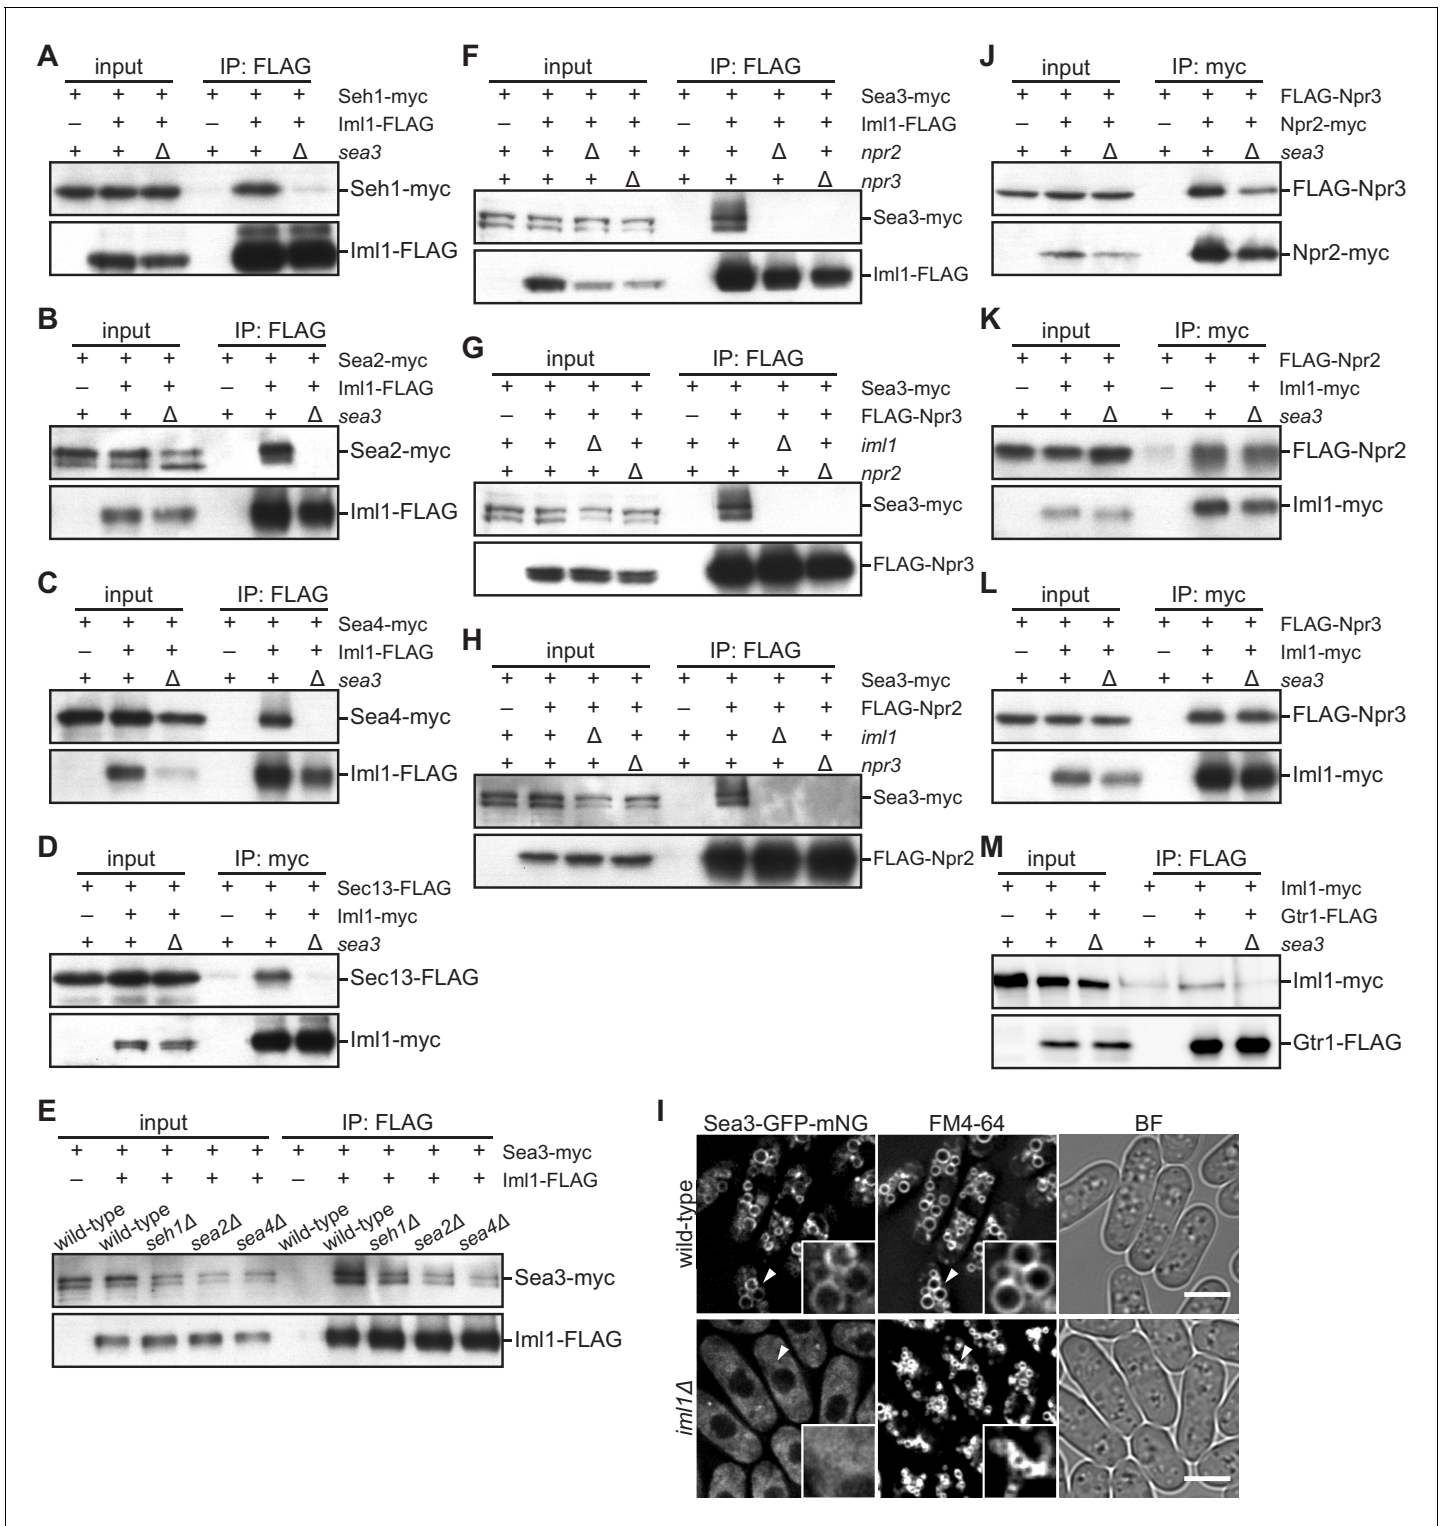 A
input IP: FLAG
+ + + + + + Seh1-myc
– + + – + + Iml1-FLAG
+ + Δ + + Δ sea3
Seh1-myc
Iml1-FLAG
B
input IP: FLAG
+ + + + + + Sea2-myc
– + + – + + Iml1-FLAG
+ + Δ + + Δ sea3
Sea2-myc
Iml1-FLAG
C
input IP: FLAG
+ + + + + + Sea4-myc
– + + – + + Iml1-FLAG
+ + Δ + + Δ sea3
Sea4-myc
Iml1-FLAG
D
input IP: myc
+ + + + + + Sec13-FLAG
– + + – + + Iml1-myc
+ + Δ + + Δ sea3
Sec13-FLAG
Iml1-myc
E
input IP: FLAG
+ + + + + + + + + + Sea3-myc
– + + + + – + + + + Iml1-FLAG
wild-type wild-type seh1Δ sea2Δ sea4Δ wild-type wild-type seh1Δ sea2Δ sea4Δ
Sea3-myc
Iml1-FLAG
F
input IP: FLAG
+ + + + + + + + Sea3-myc
– + + + – + + + Iml1-FLAG
+ + Δ + + + Δ + npr2
+ + + Δ + + + Δ npr3
Sea3-myc
Iml1-FLAG
G
input IP: FLAG
+ + + + + + + + Sea3-myc
– + + + – + + + FLAG-Npr3
+ + Δ + + + Δ + iml1
+ + + Δ + + + Δ npr2
Sea3-myc
FLAG-Npr3
H
input IP: FLAG
+ + + + + + + + Sea3-myc
– + + + – + + + FLAG-Npr2
+ + Δ + + + Δ + iml1
+ + + Δ + + + Δ npr3
Sea3-myc
FLAG-Npr2
I
Sea3-GFP-mNG FM4-64 BF
wild-type
iml1Δ
J
input IP: myc
+ + + + + + FLAG-Npr3
– + + – + + Npr2-myc
+ + Δ + + Δ sea3
FLAG-Npr3
Npr2-myc
K
input IP: myc
+ + + + + + FLAG-Npr2
– + + – + + Iml1-myc
+ + Δ + + Δ sea3
FLAG-Npr2
Iml1-myc
L
input IP: myc
+ + + + + + FLAG-Npr3
– + + – + + Iml1-myc
+ + Δ + + Δ sea3
FLAG-Npr3
Iml1-myc
M
input IP: FLAG
+ + + + + + Iml1-myc
– + + – + + Gtr1-FLAG
+ + Δ + + Δ sea3
Iml1-myc
Gtr1-FLAG